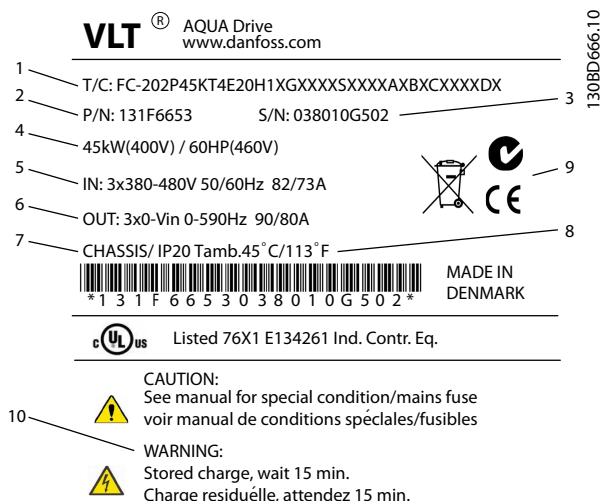 VLT ® AQUA Drive
www.danfoss.com
130BD666.10
1 T/C: FC-202P45KT4E20H1XGXXXXSXXXXAXBXCXXXXDX
2 P/N: 131F6653 S/N: 038010G502 3
4 45kW(400V) / 60HP(460V)
5 IN: 3x380-480V 50/60Hz 82/73A 9
CE
6 OUT: 3x0-Vin 0-590Hz 90/80A
7 CHASSIS/ IP20 Tamb.45˚C/113˚F 8
*131F6653038010G502*
MADE IN
DENMARK
c UL us Listed 76X1 E134261 Ind. Contr. Eq.
CAUTION:
See manual for special condition/mains fuse
voir manual de conditions spéclales/fusibles
10 WARNING:
Stored charge, wait 15 min.
Charge residuélle, attendez 15 min.